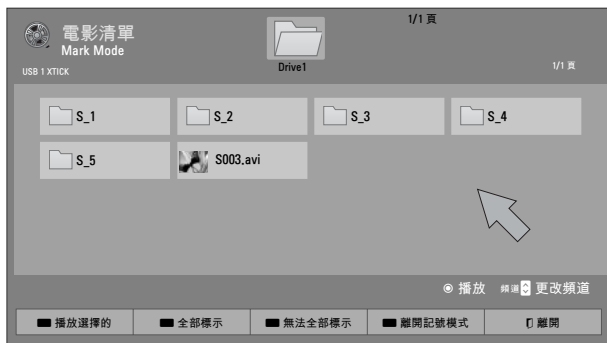 電影清單
Mark Mode
USB 1 XTICK
Drive1
1/1 頁
1/1 頁
S_1
S_2
S_3
S_4
S_5
S003.avi
播放
頻道 更改頻道
播放選擇的
全部標示
無法全部標示
離開記號模式
離開